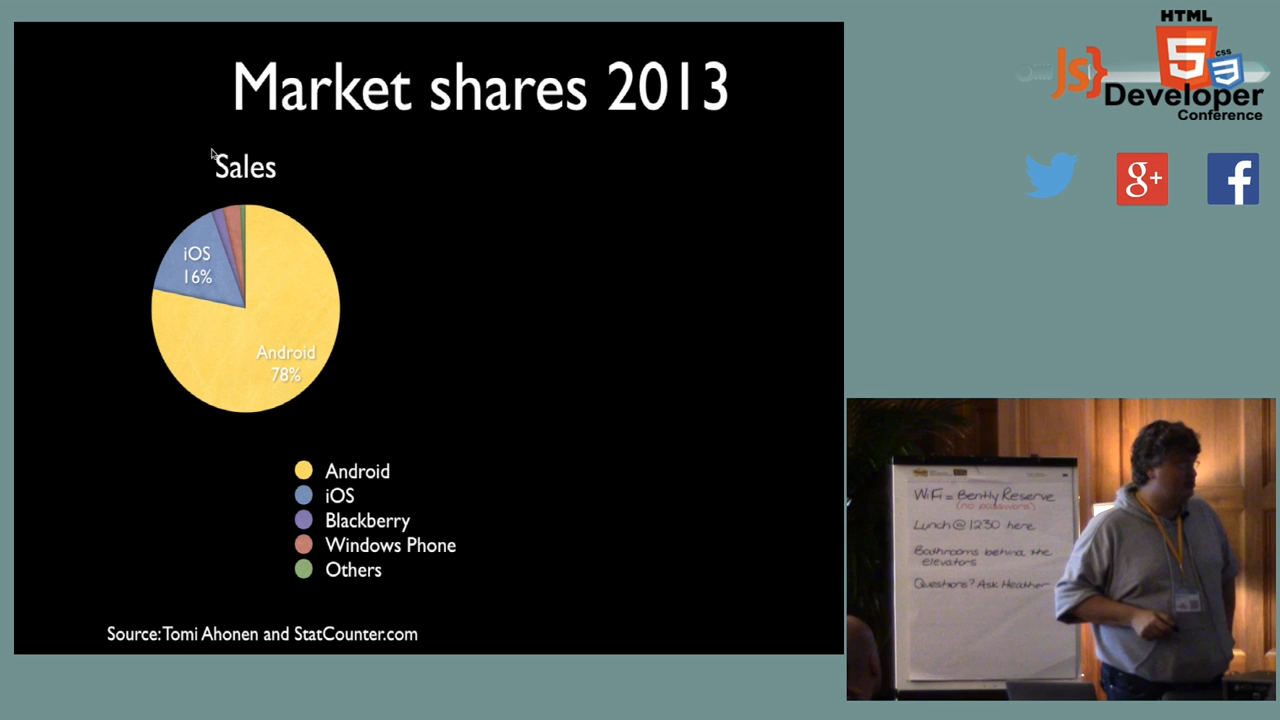 Market shares 2013
Sales
iOS
16%
Android
78%
Android
iOS
Blackberry
Windows Phone
Others
Source: Tomi Ahonen and StatCounter.com
HTML
JS}
5
css
3
Developer
Conference
g+
f
WiFi = Bently Reserve
(no password)
Lunch @ 1230 here
Bathrooms behind the
elevators
Questions? Ask Heather